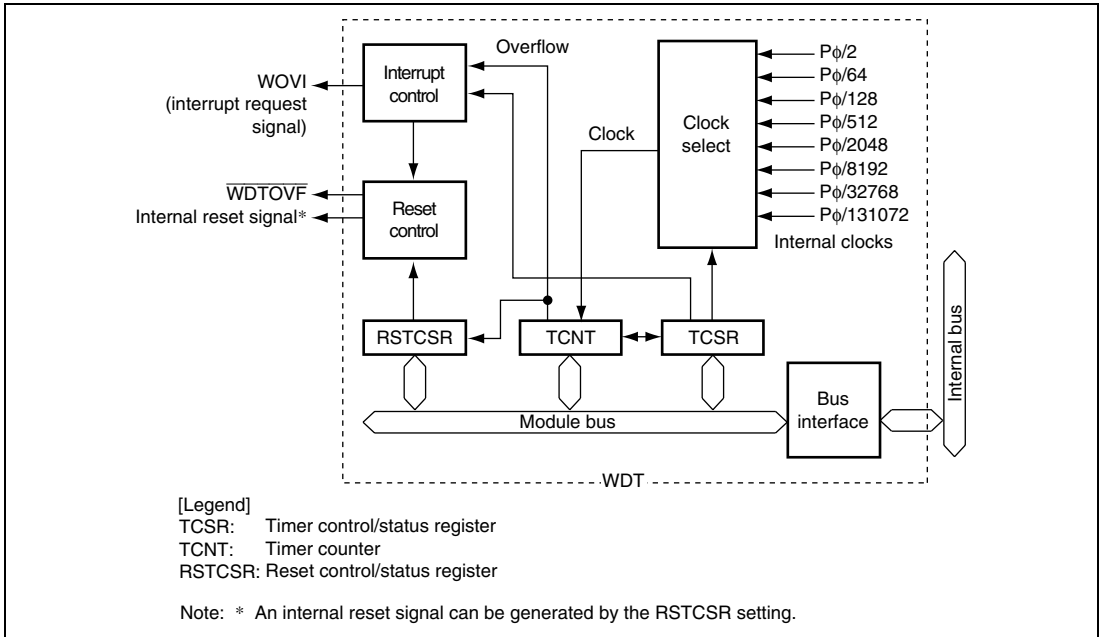 Overflow
Interrupt
control
WOVI
(interrupt request
signal)
Clock
Clock
select
Pϕ/2
Pϕ/64
Pϕ/128
Pϕ/512
Pϕ/2048
Pϕ/8192
Pϕ/32768
Pϕ/131072
Internal clocks
WDTOVF
Internal reset signal*
Reset
control
RSTCSR
TCNT
TCSR
Module bus
Bus
interface
Internal bus
WDT
[Legend]
TCSR: Timer control/status register
TCNT: Timer counter
RSTCSR: Reset control/status register
Note: * An internal reset signal can be generated by the RSTCSR setting.